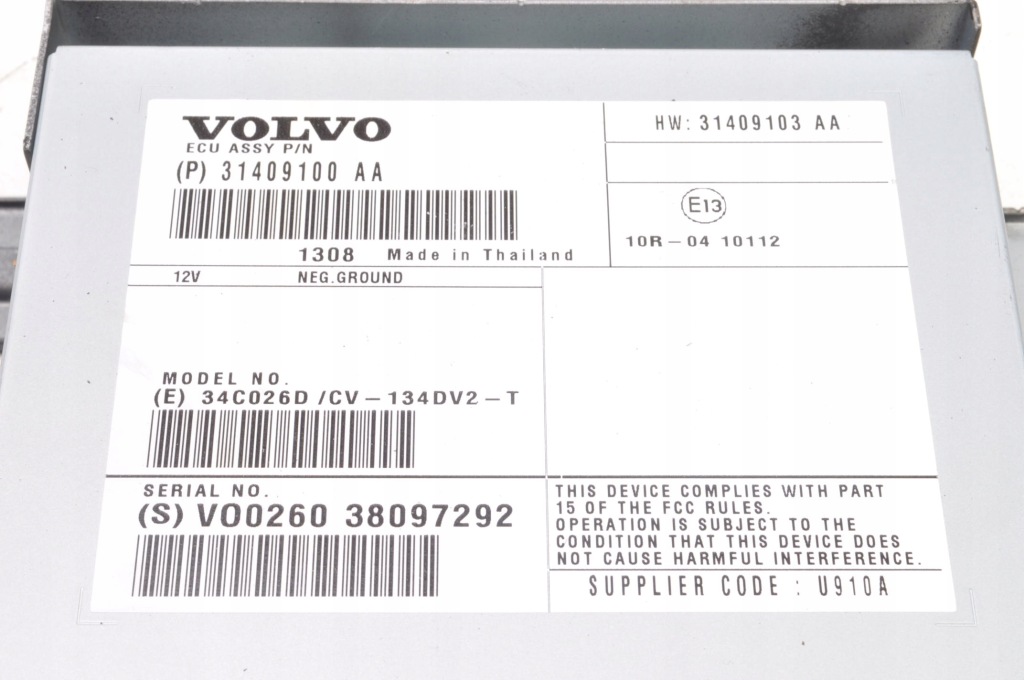 VOLVO
ECU ASSY P/N
(P) 31409100 AA
1308 Made in Thailand
HW: 31409103 AA
E13
10R-04 10112
12V NEG.GROUND
MODEL NO.
(E) 34C026D /CV-134DV2-T
SERIAL NO.
(S) VO0260 38097292
THIS DEVICE COMPLIES WITH PART
15 OF THE FCC RULES.
OPERATION IS SUBJECT TO THE
CONDITION THAT THIS DEVICE DOES
NOT CAUSE HARMFUL INTERFERENCE.
SUPPLIER CODE : U910A